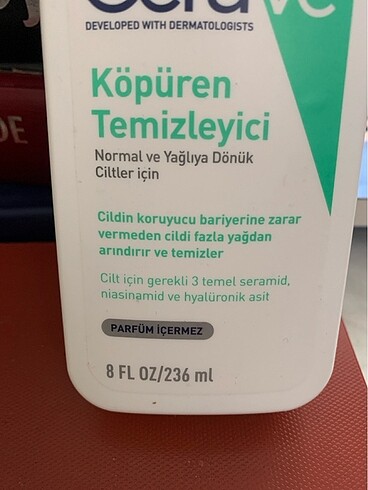 CeraVe
DEVELOPED WITH DERMATOLOGISTS
Köpüren
Temizleyici
Normal ve Yağlıya Dönük
Ciltler için
Cildin koruyucu bariyerine zarar
vermeden cildi fazla yağdan
arındırır ve temizler
Cilt için gerekli 3 temel seramid,
niasinamid ve hyalüronik asit
PARFÜM İÇERMEZ
8 FL OZ/236 ml
DE